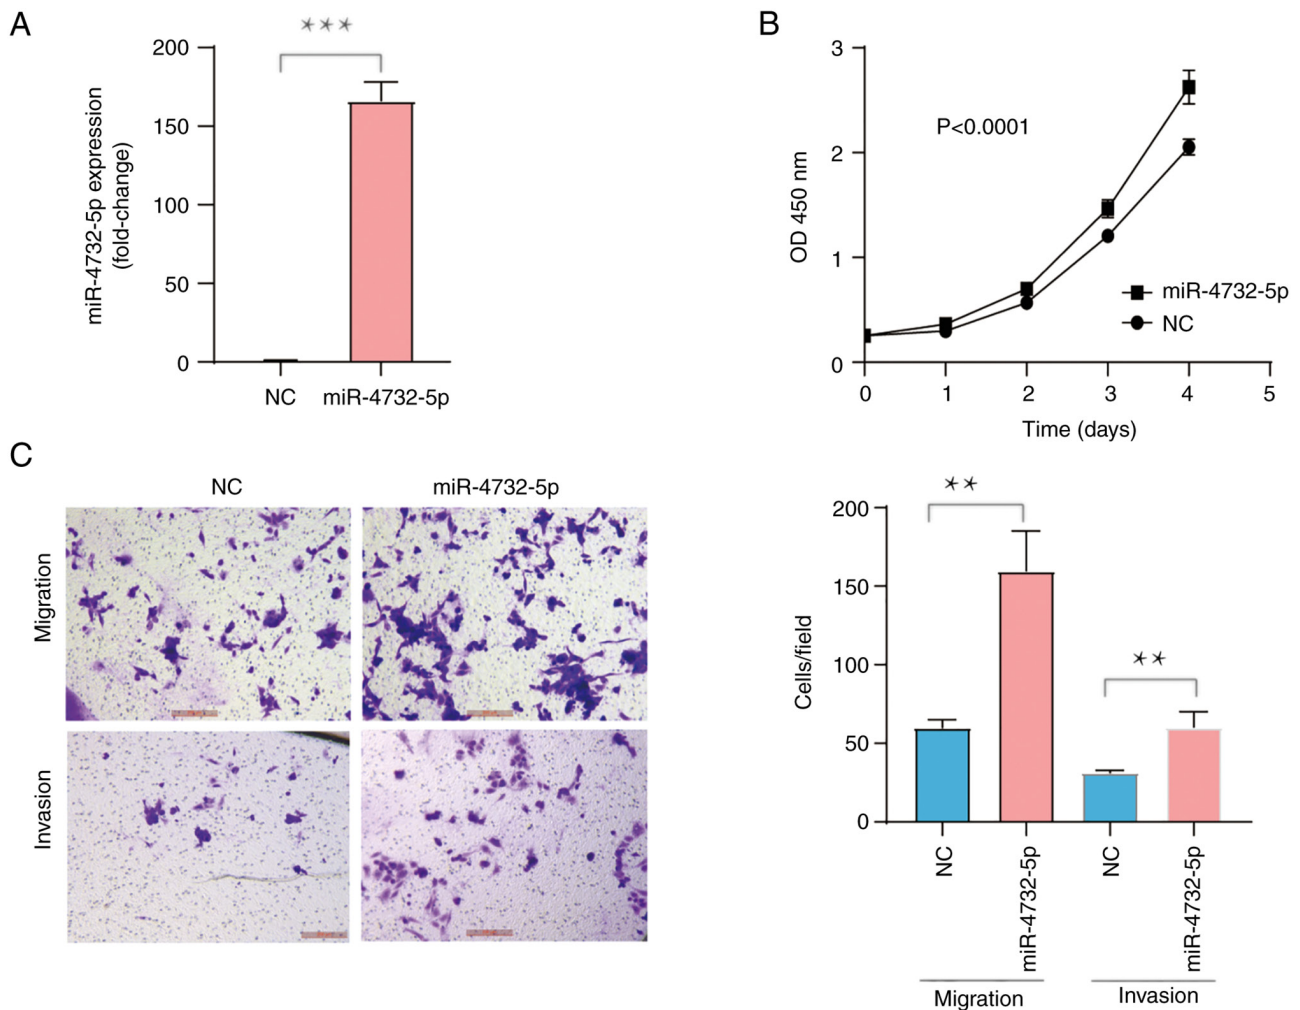 A
***
200
150
100
50
0
miR-4732-5p expression
(fold-change)
NC miR-4732-5p
B
3
2
1
0
OD 450 nm
P<0.0001
miR-4732-5p
NC
0 1 2 3 4 5
Time (days)
C
NC miR-4732-5p
Migration
Invasion
200
150
100
50
0
Cells/field
**
**
NC
miR-4732-5p
NC
miR-4732-5p
Migration
Invasion